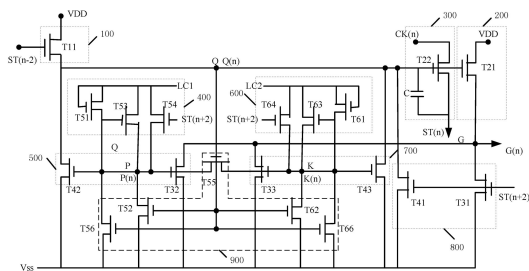 VDD
100
T11
ST(n-2)
300
200
CK(n)
VDD
T22
T21
C
ST(n)
Q Q(n)
LC1
T51
T53
T54
400
ST(n+2)
LC2
600
T64
T63
T61
ST(n+2)
G
G(n)
Q
500
P
P(n)
T42
T32
T55
T33
K
K(n)
T43
700
T41
T31
ST(n+2)
T52
T62
T56
T66
800
900
Vss